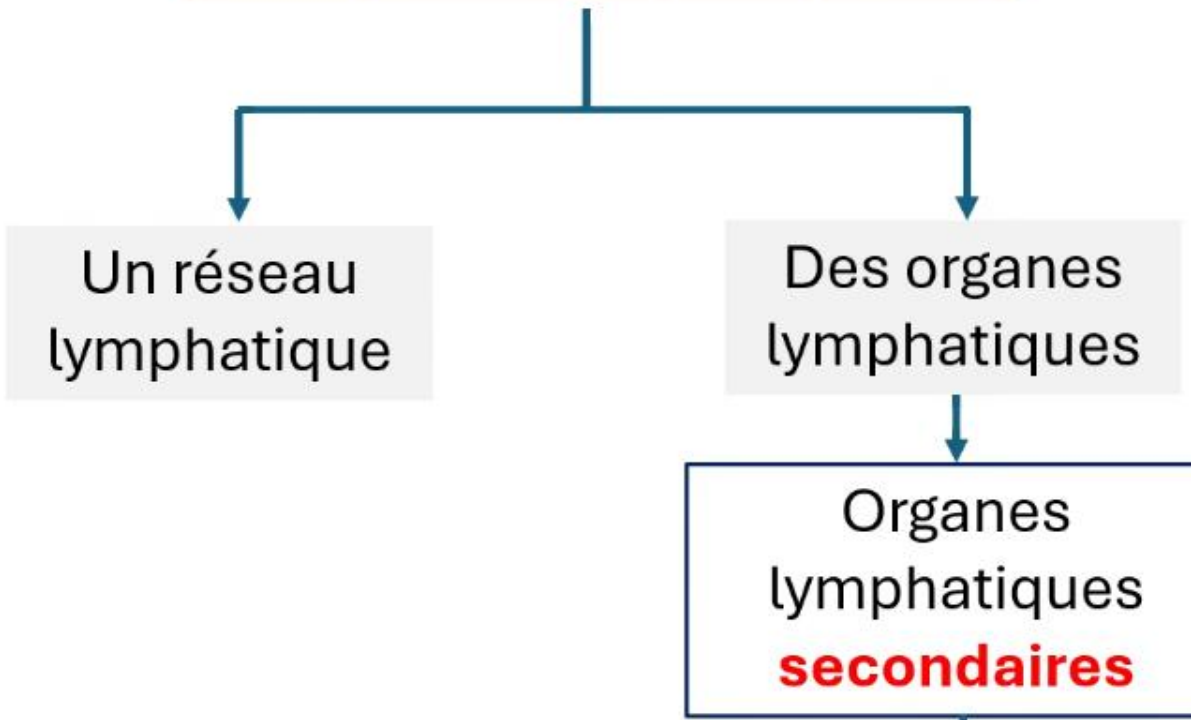 Un réseau
lymphatique
Des organes
lymphatiques
Organes
lymphatiques
secondaires